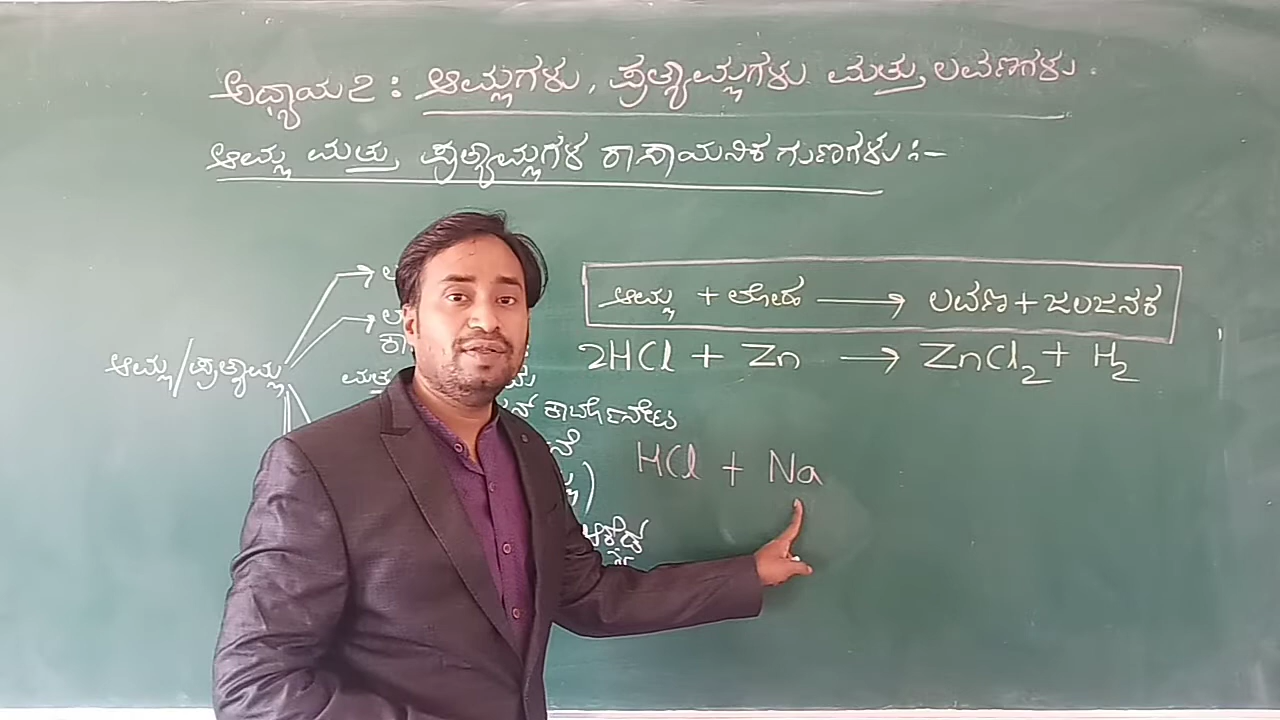 ಅಧ್ಯಾಯ 2 : ಆಮ್ಲಗಳು, ಪ್ರತ್ಯಾಮ್ಲಗಳು ಮತ್ತು ಲವಣಗಳು.
ಆಮ್ಲ ಮತ್ತು ಪ್ರತ್ಯಾಮ್ಲಗಳ ರಾಸಾಯನಿಕ ಗುಣಗಳು :-
ಆಮ್ಲ + ಲೋಹ ⟶ ಲವಣ + ಜಲಜನಕ
2HCl + Zn ⟶ ZnCl₂ + H₂
ಆಮ್ಲ/ಪ್ರತ್ಯಾಮ್ಲ
ಕಾರ್ಬೋನೇಟ
HCl + Na